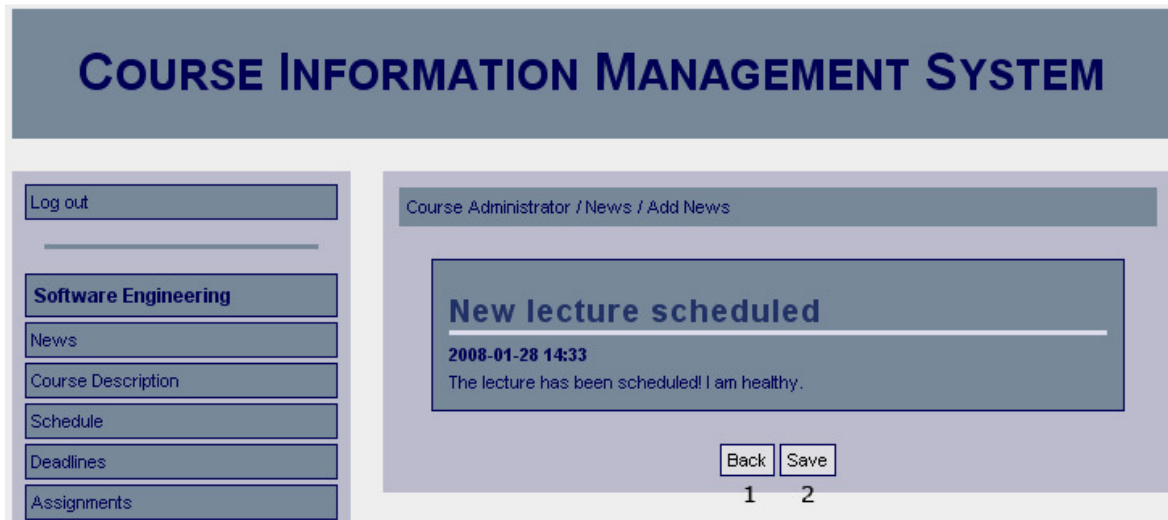 COURSE INFORMATION MANAGEMENT SYSTEM
Log out
Software Engineering
News
Course Description
Schedule
Deadlines
Assignments
Course Administrator / News / Add News
New lecture scheduled
2008-01-28 14:33
The lecture has been scheduled! I am healthy.
Back Save
1 2